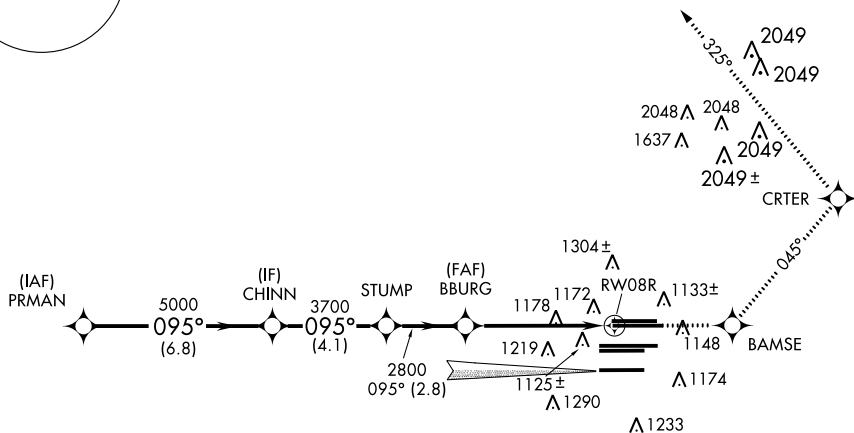 325°
2049
2049
2048
2048
1637
2049
2049±
CRTER
045°
1304±
(IAF)
PRMAN
(IF)
CHINN
STUMP
(FAF)
BBURG
RW08R
1172
1133±
1178
5000
095°
(6.8)
3700
095°
(4.1)
2800
095° (2.8)
1219
1125±
1148
BAMSE
1174
1290
1233